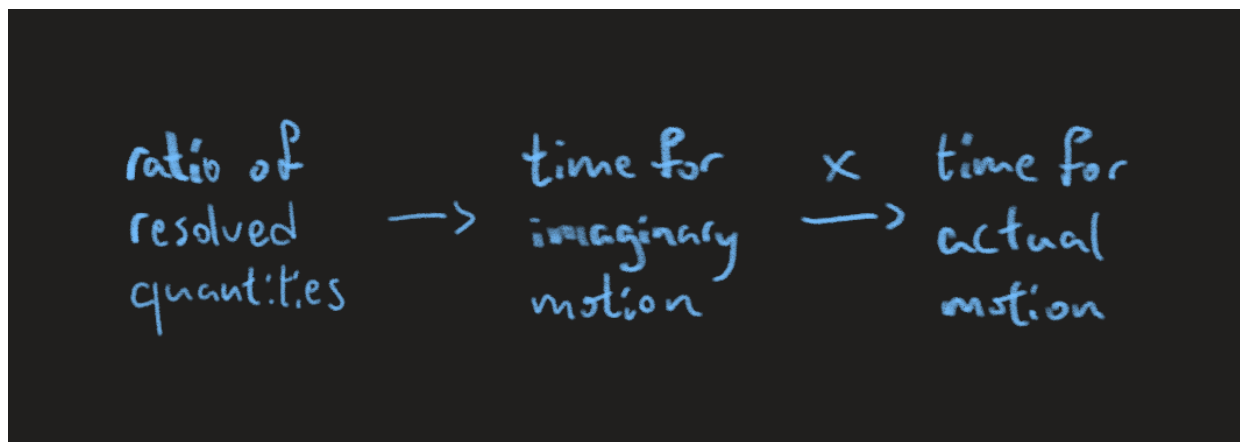 ratio of
resolved
quantities
→
time for
imaginary
motion
x
→
time for
actual
motion